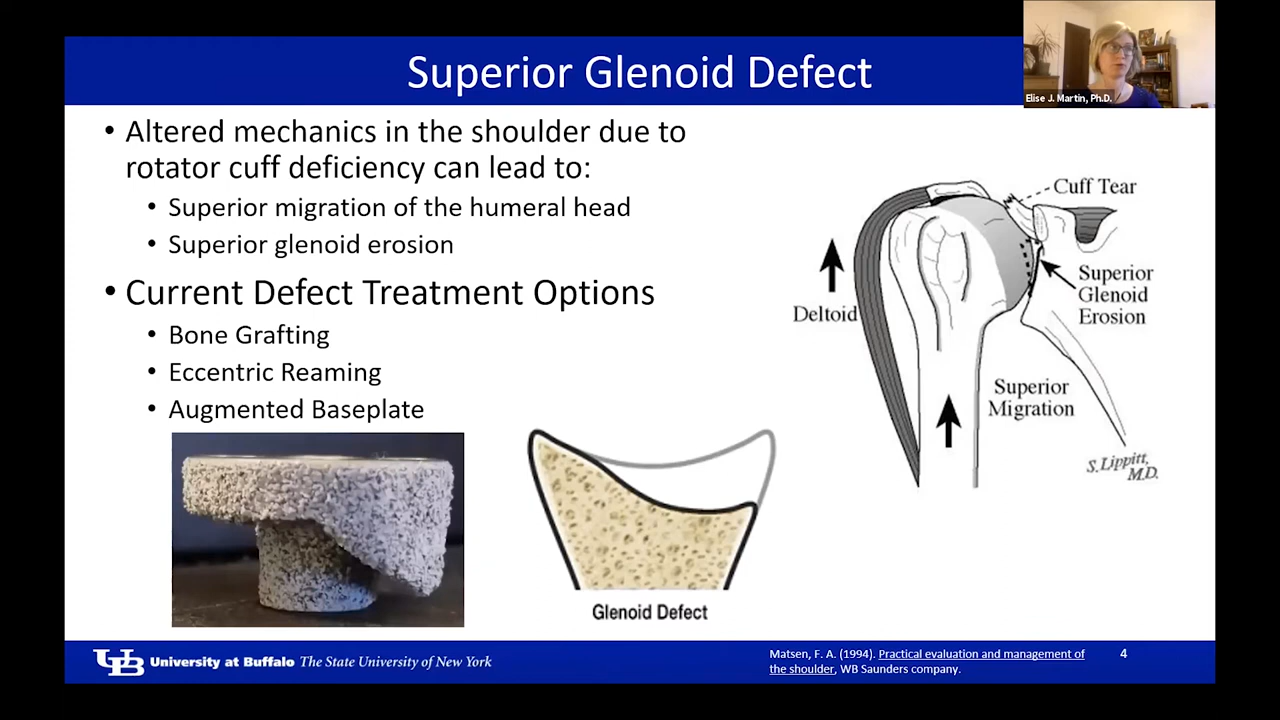 Superior Glenoid Defect
Elise J. Martin, Ph.D.
• Altered mechanics in the shoulder due to
rotator cuff deficiency can lead to:
• Superior migration of the humeral head
• Superior glenoid erosion
• Current Defect Treatment Options
• Bone Grafting
• Eccentric Reaming
• Augmented Baseplate
Cuff Tear
Deltoid
Superior
Glenoid
Erosion
Superior
Migration
S. Lippitt,
M.D.
Glenoid Defect
UB University at Buffalo The State University of New York
Matsen, F. A. (1994). Practical evaluation and management of
the shoulder, WB Saunders company.
4